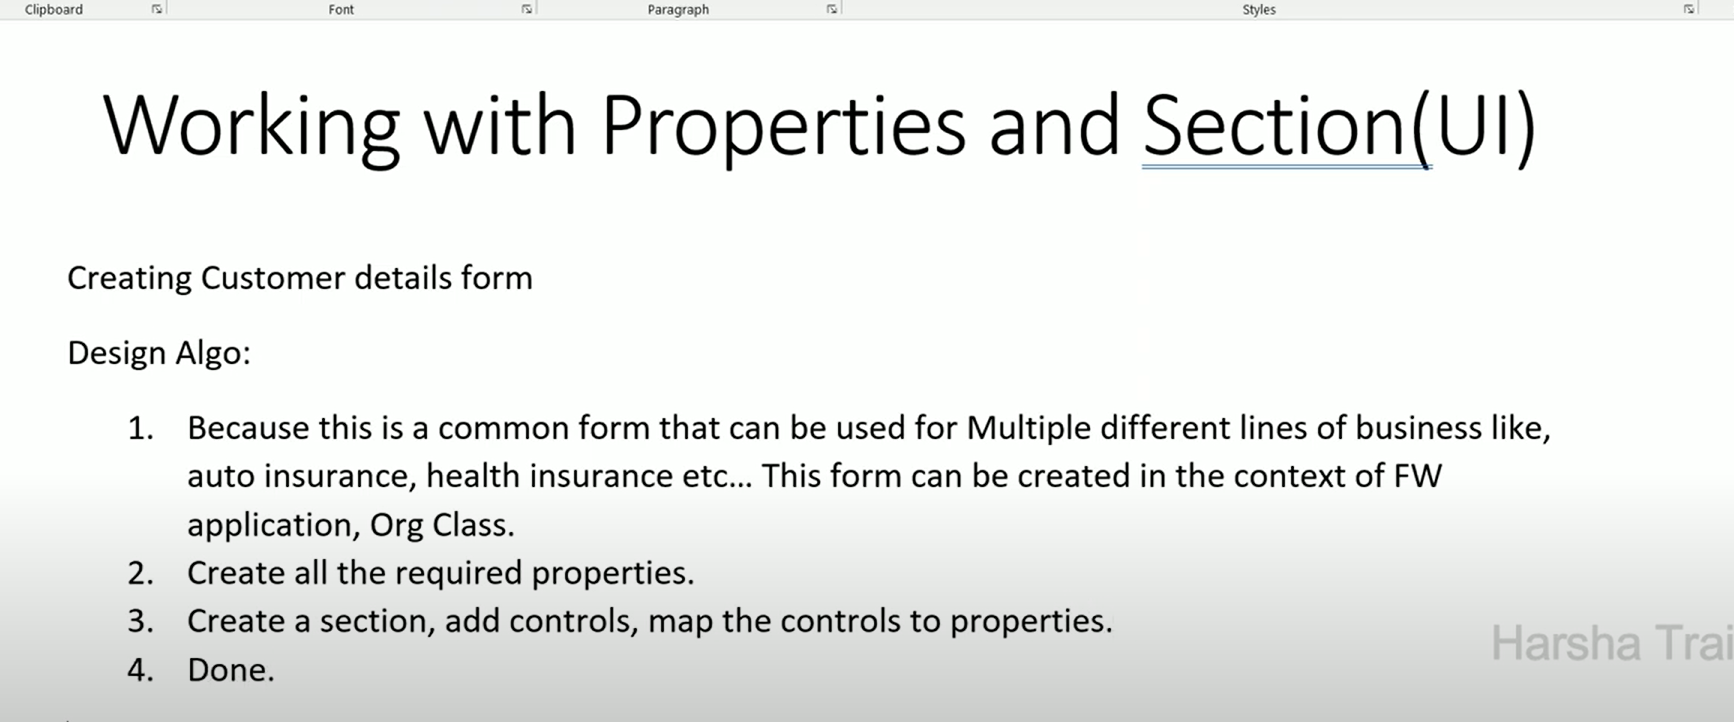 Clipboard Font Paragraph Styles
Working with Properties and Section(UI)
Creating Customer details form
Design Algo:
1. Because this is a common form that can be used for Multiple different lines of business like,
auto insurance, health insurance etc... This form can be created in the context of FW
application, Org Class.
2. Create all the required properties.
3. Create a section, add controls, map the controls to properties.
Harsha Trai
4. Done.